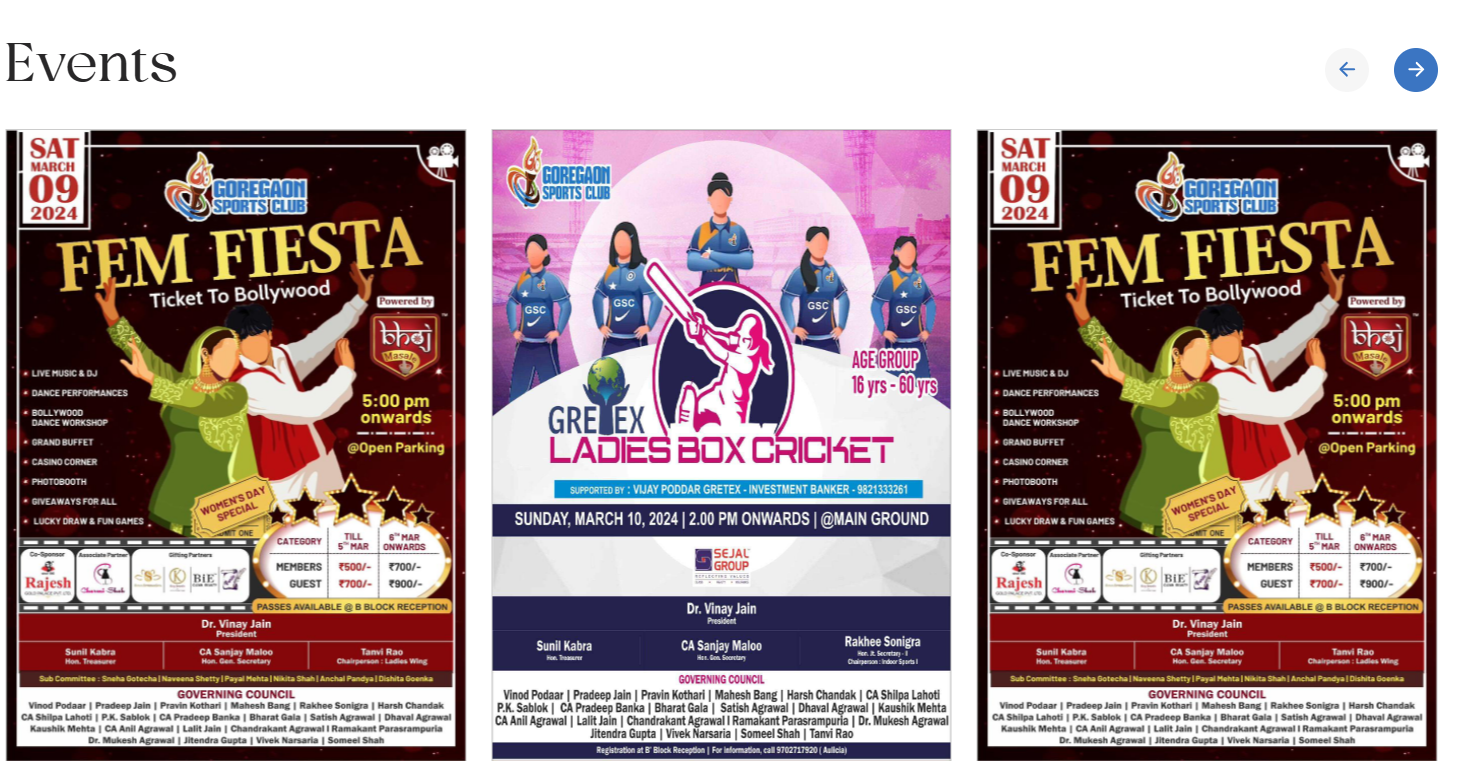 Events
SAT
MARCH
09
2024
GOREGAON
SPORTS CLUB
FEM FIESTA
Ticket To Bollywood
Powered by
bhoj
Masale
LIVE MUSIC & DJ
DANCE PERFORMANCES
BOLLYWOOD
DANCE WORKSHOP
GRAND BUFFET
CASINO CORNER
PHOTOBOOTH
GIVEAWAYS FOR ALL
LUCKY DRAW & FUN GAMES
5:00 pm
onwards
@Open Parking
WOMEN'S DAY
SPECIAL
CATEGORY TILL 5TH MAR 6TH MAR ONWARDS
MEMBERS ₹500/- ₹700/-
GUEST ₹700/- ₹900/-
Co-Sponsor Associate Partner Gifting Partners
Rajesh
BiE
PASSES AVAILABLE @ B BLOCK RECEPTION
Dr. Vinay Jain
President
Sunil Kabra CA Sanjay Maloo Tanvi Rao
Hon. Treasurer Hon. Gen. Secretary Chairperson : Ladies Wing
Sub Committee : Sneha Gotecha | Naveena Shetty | Payal Mehta | Nikita Shah | Anchal Pandya | Dishita Goenka
GOVERNING COUNCIL
Vinod Podaar | Pradeep Jain | Pravin Kothari | Mahesh Bang | Rakhee Sonigra | Harsh Chandak
CA Shilpa Lahoti | P.K. Sablok | CA Pradeep Banka | Bharat Gala | Satish Agrawal | Dhaval Agrawal
Kaushik Mehta | CA Anil Agrawal | Lalit Jain | Chandrakant Agrawal I Ramakant Parasrampuria
Dr. Mukesh Agrawal | Jitendra Gupta | Vivek Narsaria | Someel Shah
GOREGAON
SPORTS CLUB
GSC
GSC
GSC
GSC
AGE GROUP
16 yrs - 60 yrs
GRETEX
LADIES BOX CRICKET
SUPPORTED BY : VIJAY PODDAR GRETEX - INVESTMENT BANKER - 9821333261
SUNDAY, MARCH 10, 2024 | 2.00 PM ONWARDS | @MAIN GROUND
SEJAL
GROUP
REFLECTING VALUES
Dr. Vinay Jain
President
Sunil Kabra CA Sanjay Maloo Rakhee Sonigra
Hon. Treasurer Hon. Gen. Secretary Hon. Jt. Secretary - II
Chairperson : Indoor Sports I
GOVERNING COUNCIL
Vinod Podaar | Pradeep Jain | Pravin Kothari | Mahesh Bang | Harsh Chandak | CA Shilpa Lahoti
P.K. Sablok | CA Pradeep Banka | Bharat Gala | Satish Agrawal | Dhaval Agrawal | Kaushik Mehta
CA Anil Agrawal | Lalit Jain | Chandrakant Agrawal I Ramakant Parasrampuria | Dr. Mukesh Agrawal
Jitendra Gupta | Vivek Narsaria | Someel Shah | Tanvi Rao
Registration at B' Block Reception | For information, call 9702717920 ( Aulicia)
SAT
MARCH
09
2024
GOREGAON
SPORTS CLUB
FEM FIESTA
Ticket To Bollywood
Powered by
bhoj
Masale
LIVE MUSIC & DJ
DANCE PERFORMANCES
BOLLYWOOD
DANCE WORKSHOP
GRAND BUFFET
CASINO CORNER
PHOTOBOOTH
GIVEAWAYS FOR ALL
LUCKY DRAW & FUN GAMES
5:00 pm
onwards
@Open Parking
WOMEN'S DAY
SPECIAL
CATEGORY TILL 5TH MAR 6TH MAR ONWARDS
MEMBERS ₹500/- ₹700/-
GUEST ₹700/- ₹900/-
Co-Sponsor Associate Partner Gifting Partners
Rajesh
BiE
PASSES AVAILABLE @ B BLOCK RECEPTION
Dr. Vinay Jain
President
Sunil Kabra CA Sanjay Maloo Tanvi Rao
Hon. Treasurer Hon. Gen. Secretary Chairperson : Ladies Wing
Sub Committee : Sneha Gotecha | Naveena Shetty | Payal Mehta | Nikita Shah | Anchal Pandya | Dishita Goenka
GOVERNING COUNCIL
Vinod Podaar | Pradeep Jain | Pravin Kothari | Mahesh Bang | Rakhee Sonigra | Harsh Chandak
CA Shilpa Lahoti | P.K. Sablok | CA Pradeep Banka | Bharat Gala | Satish Agrawal | Dhaval Agrawal
Kaushik Mehta | CA Anil Agrawal | Lalit Jain | Chandrakant Agrawal I Ramakant Parasrampuria
Dr. Mukesh Agrawal | Jitendra Gupta | Vivek Narsaria | Someel Shah